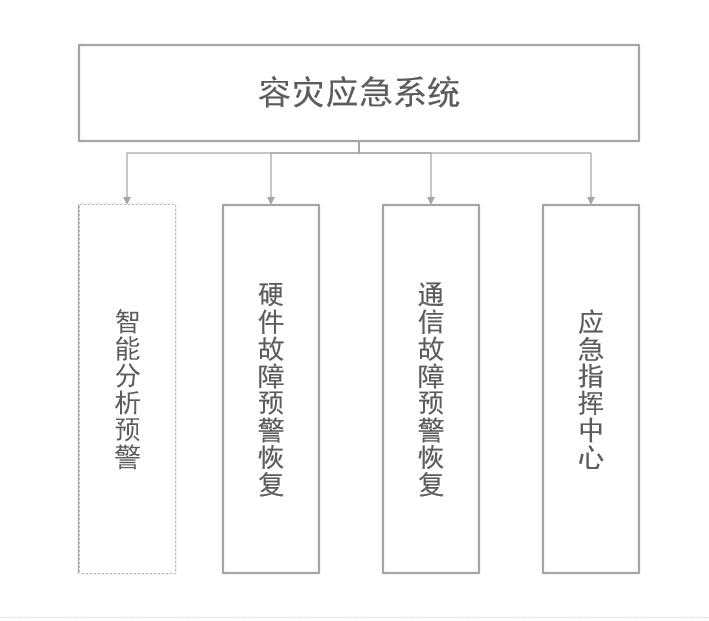 容灾应急系统
智能分析预警
硬件故障预警恢复
通信故障预警恢复
应急指挥中心